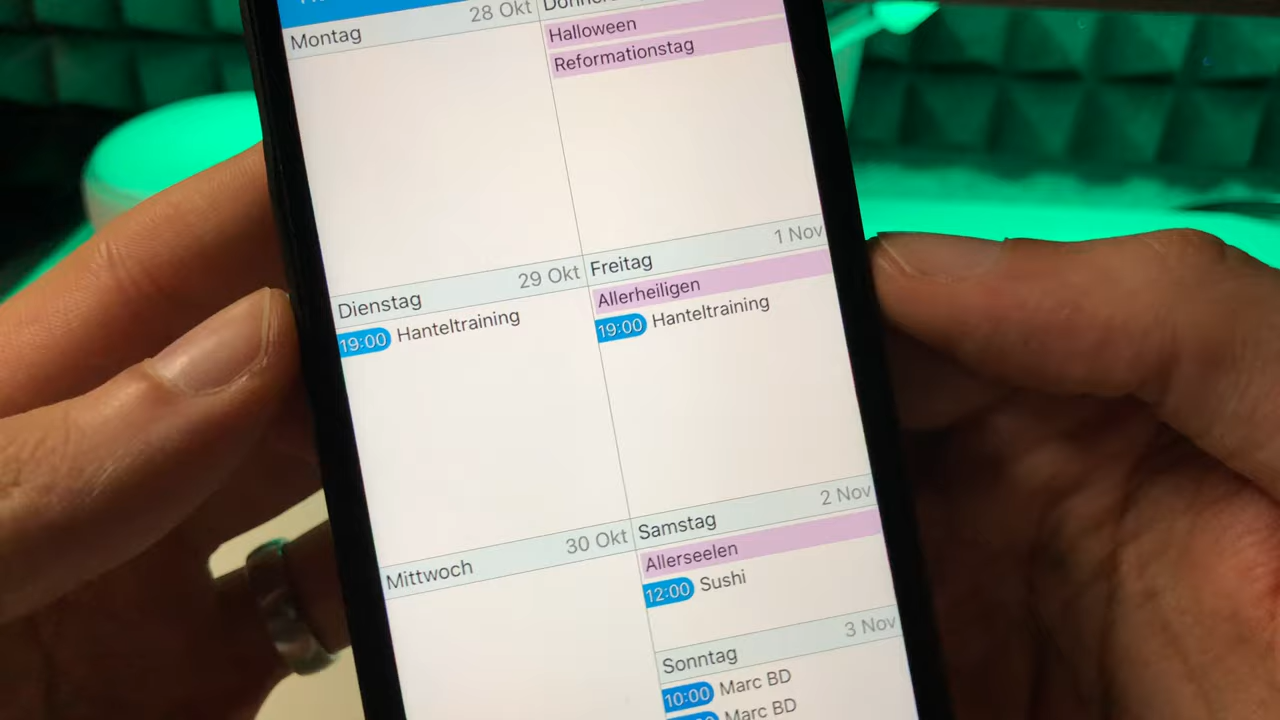 Montag 28 Okt
Dienstag 29 Okt
19:00 Hanteltraining
Mittwoch 30 Okt
Halloween
Reformationstag
Freitag 1 Nov
Allerheiligen
19:00 Hanteltraining
Samstag 2 Nov
Allerseelen
12:00 Sushi
Sonntag 3 Nov
10:00 Marc BD
Marc BD